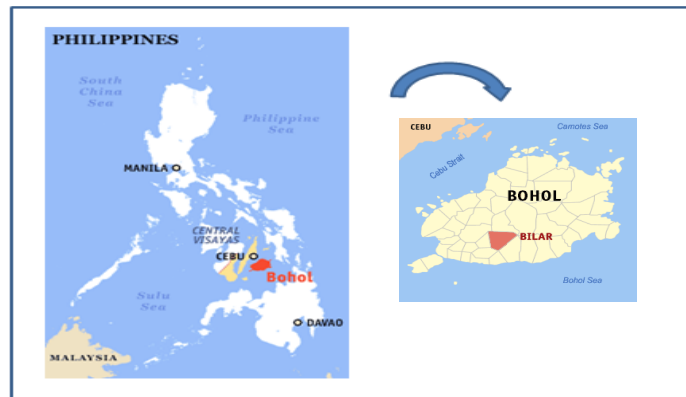 PHILIPPINES
South
China
Sea
Philippine
Sea
MANILA
CENTRAL
VISAYAS
CEBU
Bohol
Sulu
Sea
DAVAO
MALAYSIA
CEBU
Camotes Sea
Cebu Strait
BOHOL
BILAR
Bohol Sea